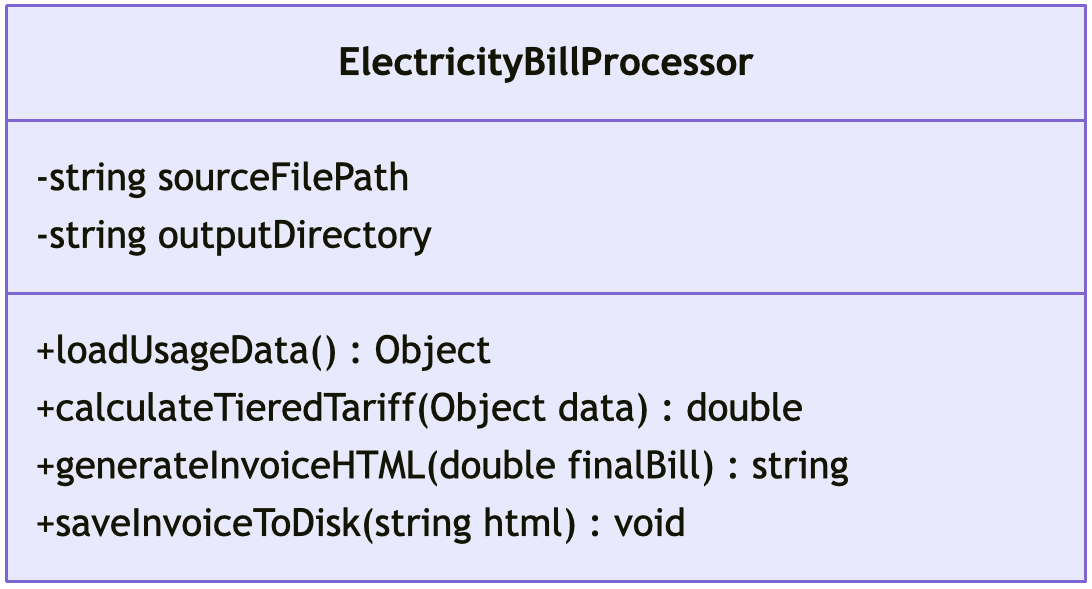 ElectricityBillProcessor
-string sourceFilePath
-string outputDirectory
+loadUsageData() : Object
+calculateTieredTariff(Object data) : double
+generateInvoiceHTML(double finalBill) : string
+saveInvoiceToDisk(string html) : void